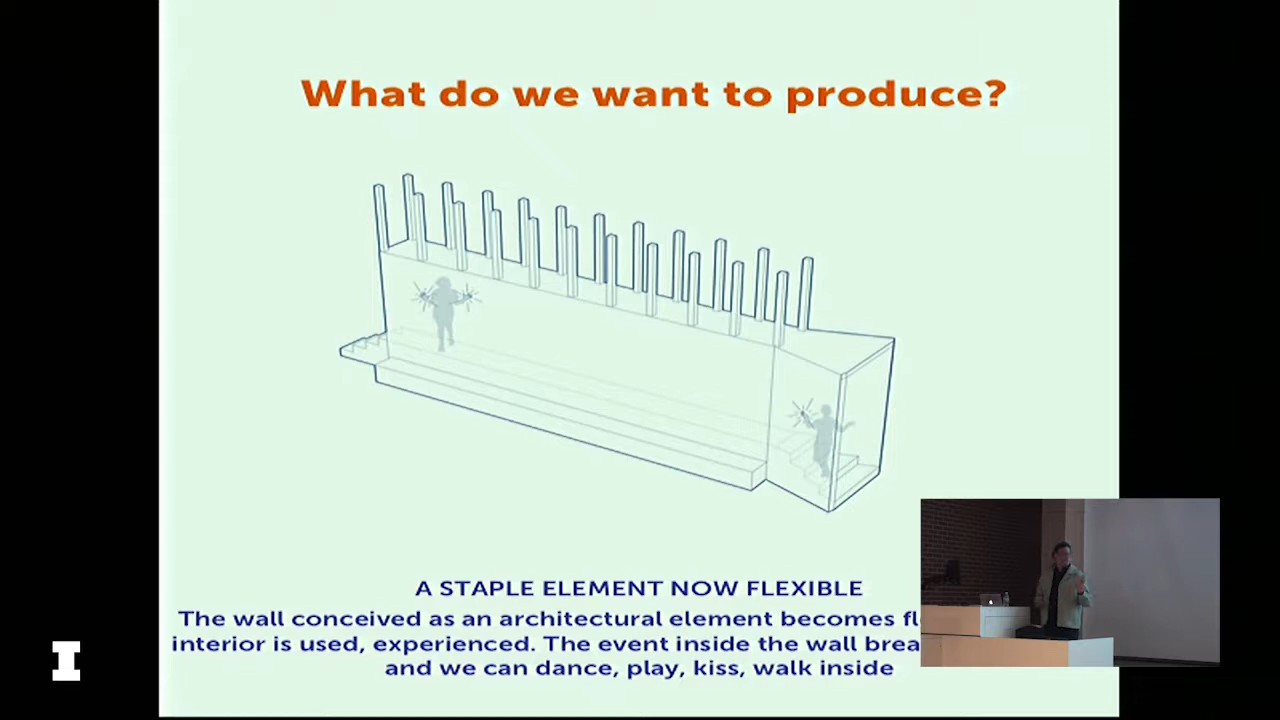 What do we want to produce?
A STAPLE ELEMENT NOW FLEXIBLE
The wall conceived as an architectural element becomes
interior is used, experienced. The event inside the wall
and we can dance, play, kiss, walk inside
I